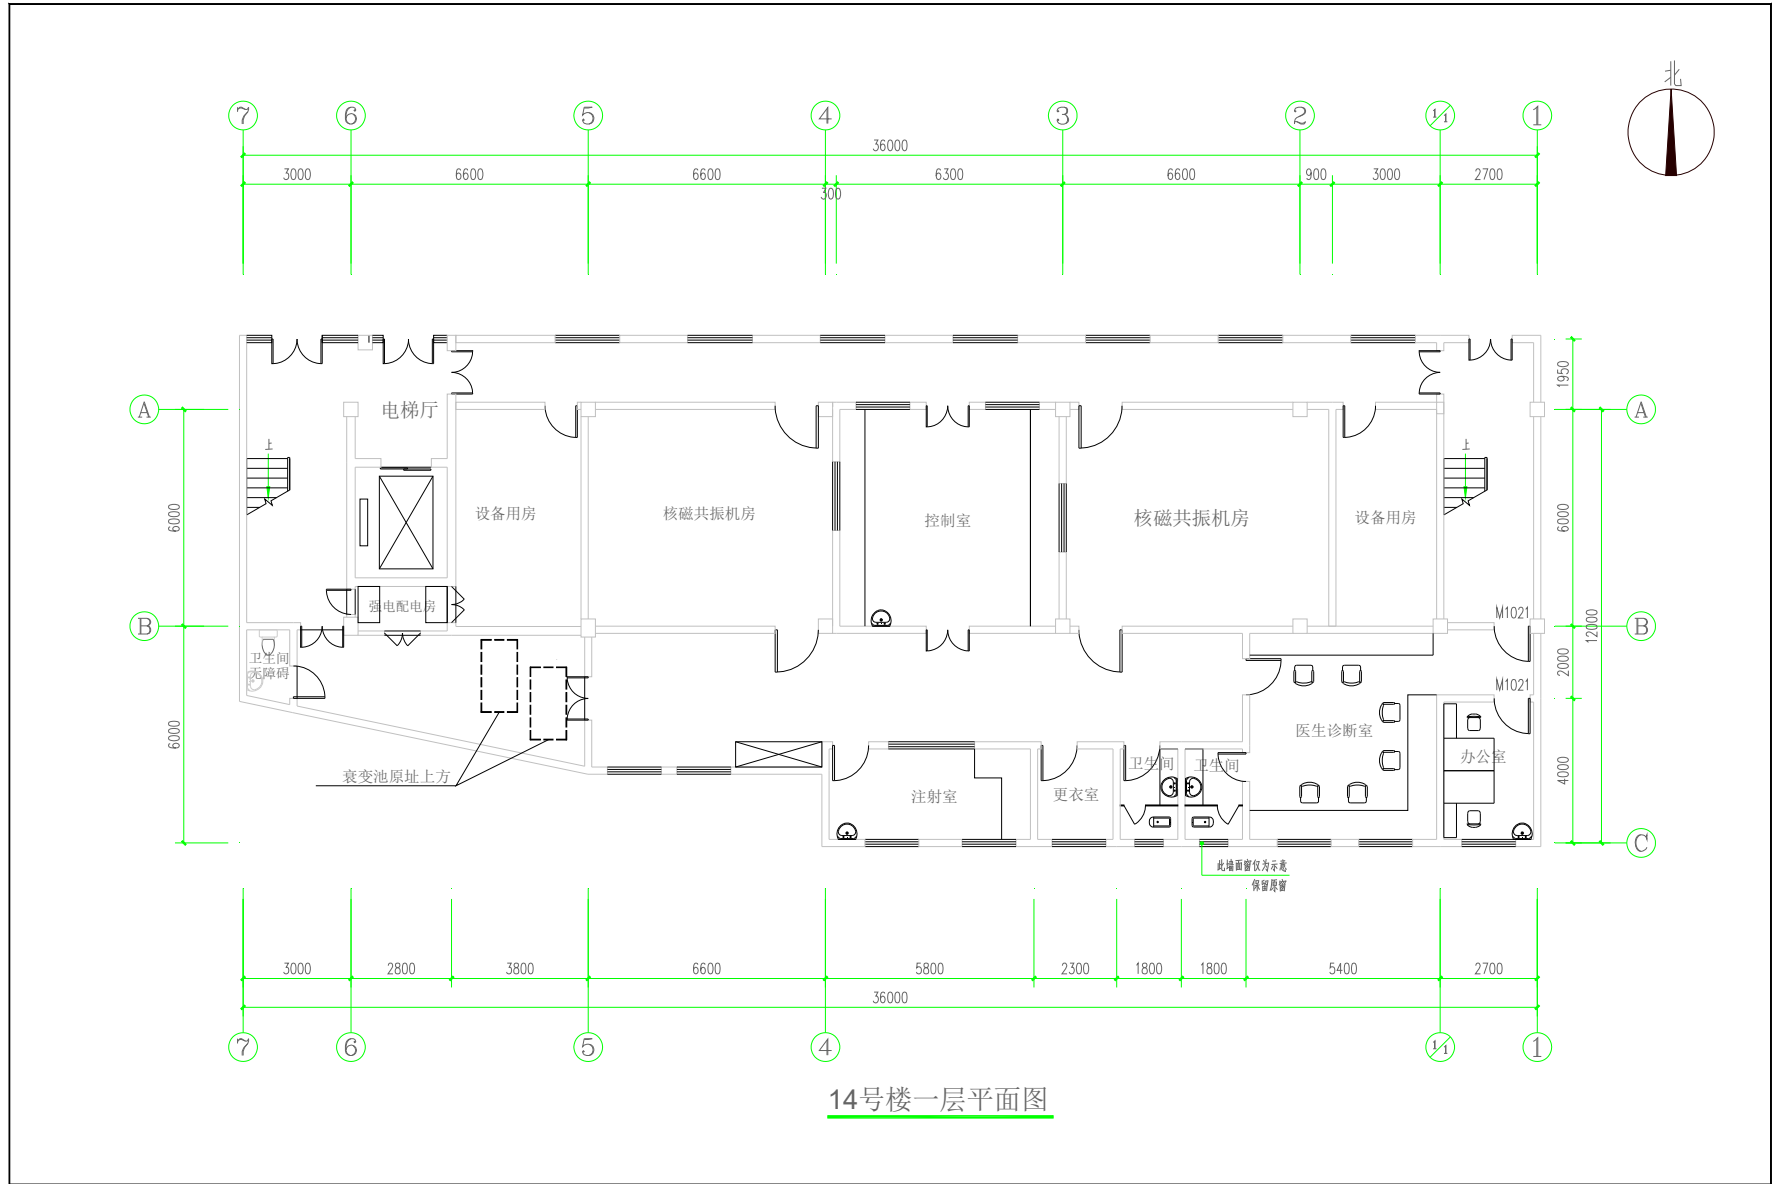 北
7
6
5
4
3
2
1/1
1
36000
3000
6600
6600
300
6300
6600
900
3000
2700
1950
A
电梯厅
A
上
上
6000
设备用房
核磁共振机房
控制室
核磁共振机房
设备用房
6000
12000
强电配电房
M1021
B
B
卫生间
无障碍
2000
M1021
6000
医生诊断室
办公室
衰变池原址上方
注射室
更衣室
卫生间
卫生间
4000
C
此墙面窗仅为示意
保留原窗
3000
2800
3800
6600
5800
2300
1800
1800
5400
2700
36000
7
6
5
4
1/1
1
14号楼一层平面图